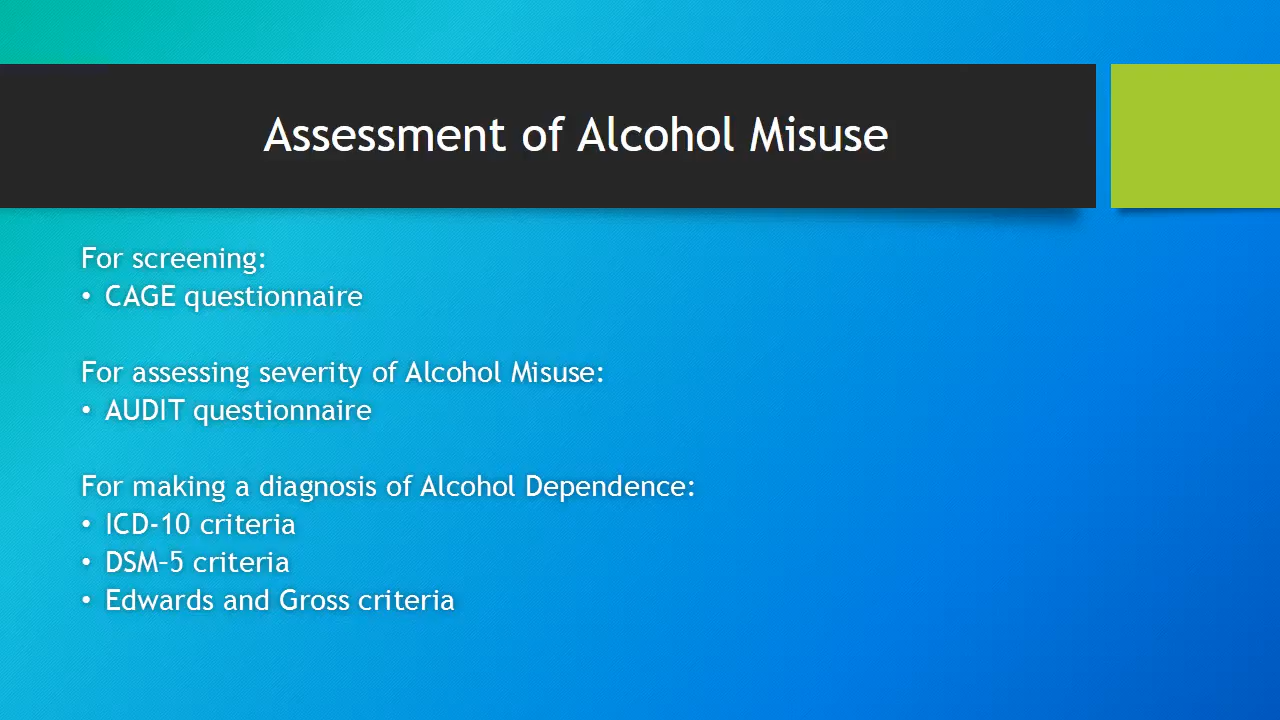 Assessment of Alcohol Misuse
For screening:
• CAGE questionnaire
For assessing severity of Alcohol Misuse:
• AUDIT questionnaire
For making a diagnosis of Alcohol Dependence:
• ICD-10 criteria
• DSM-5 criteria
• Edwards and Gross criteria